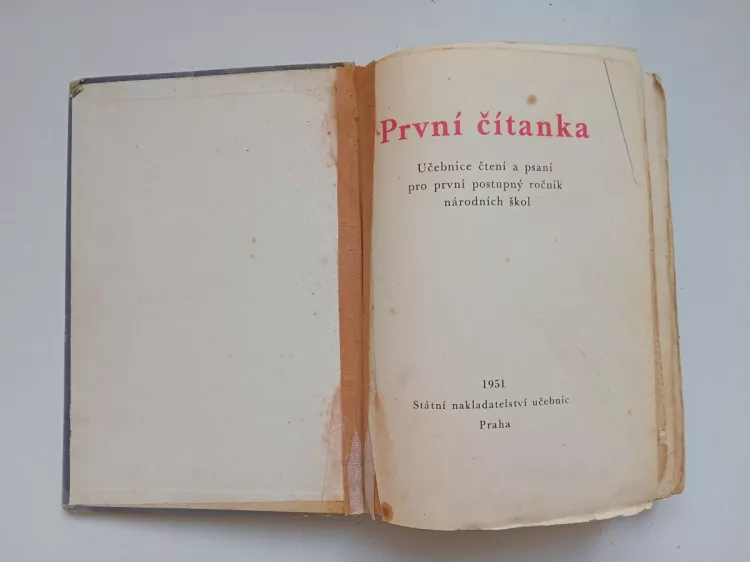 První čítanka
Učebnice čtení a psaní
pro první postupný ročník
národních škol
1951
Státní nakladatelství učebnic
Praha